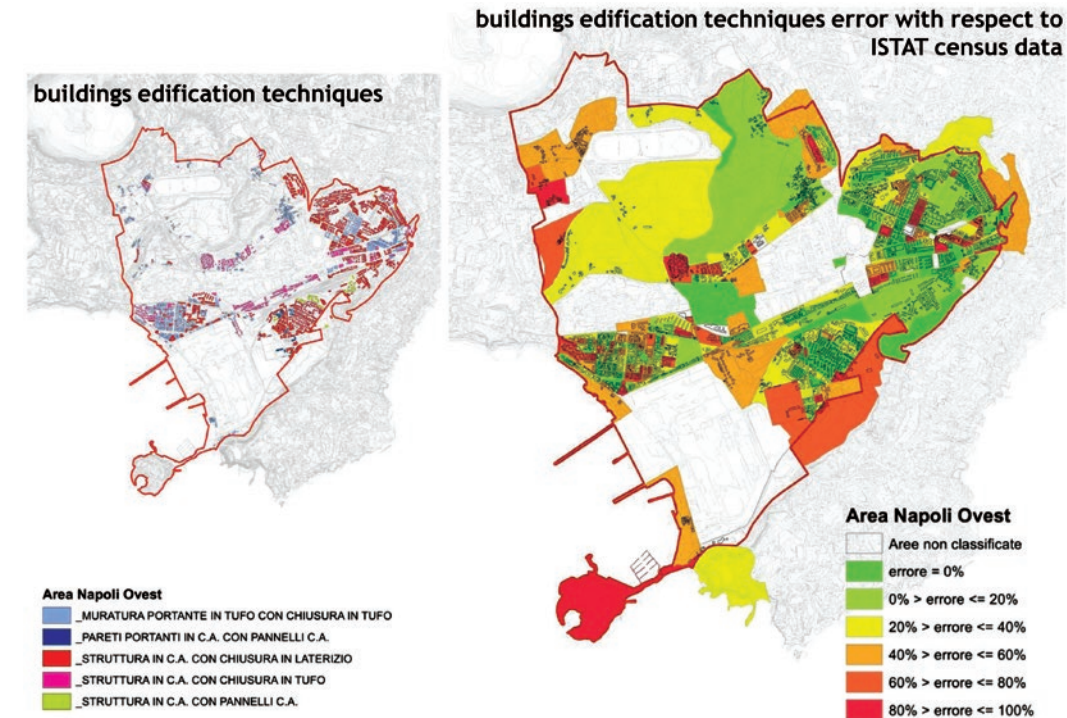 buildings edification techniques error with respect to
ISTAT census data
buildings edification techniques
Area Napoli Ovest
_MURATURA PORTANTE IN TUFO CON CHIUSURA IN TUFO
_PARETI PORTANTI IN C.A. CON PANNELLI C.A.
_STRUTTURA IN C.A. CON CHIUSURA IN LATERIZIO
_STRUTTURA IN C.A. CON CHIUSURA IN TUFO
_STRUTTURA IN C.A. CON PANNELLI C.A.
Area Napoli Ovest
Aree non classificate
errore = 0%
0% > errore <= 20%
20% > errore <= 40%
40% > errore <= 60%
60% > errore <= 80%
80% > errore <= 100%